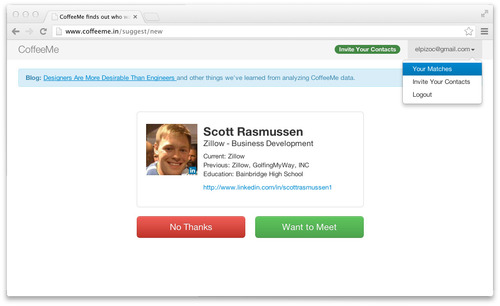 CoffeeMe finds out who wo
www.coffeeme.in/suggest/new
CoffeeMe
Invite Your Contacts
elpizoc@gmail.com
Your Matches
Invite Your Contacts
Logout
Blog: Designers Are More Desirable Than Engineers and other things we've learned from analyzing CoffeeMe data.
Scott Rasmussen
Zillow - Business Development
Current: Zillow
Previous: Zillow, GolfingMyWay, INC
Education: Bainbridge High School
http://www.linkedin.com/in/scottrasmussen1
in
No Thanks
Want to Meet